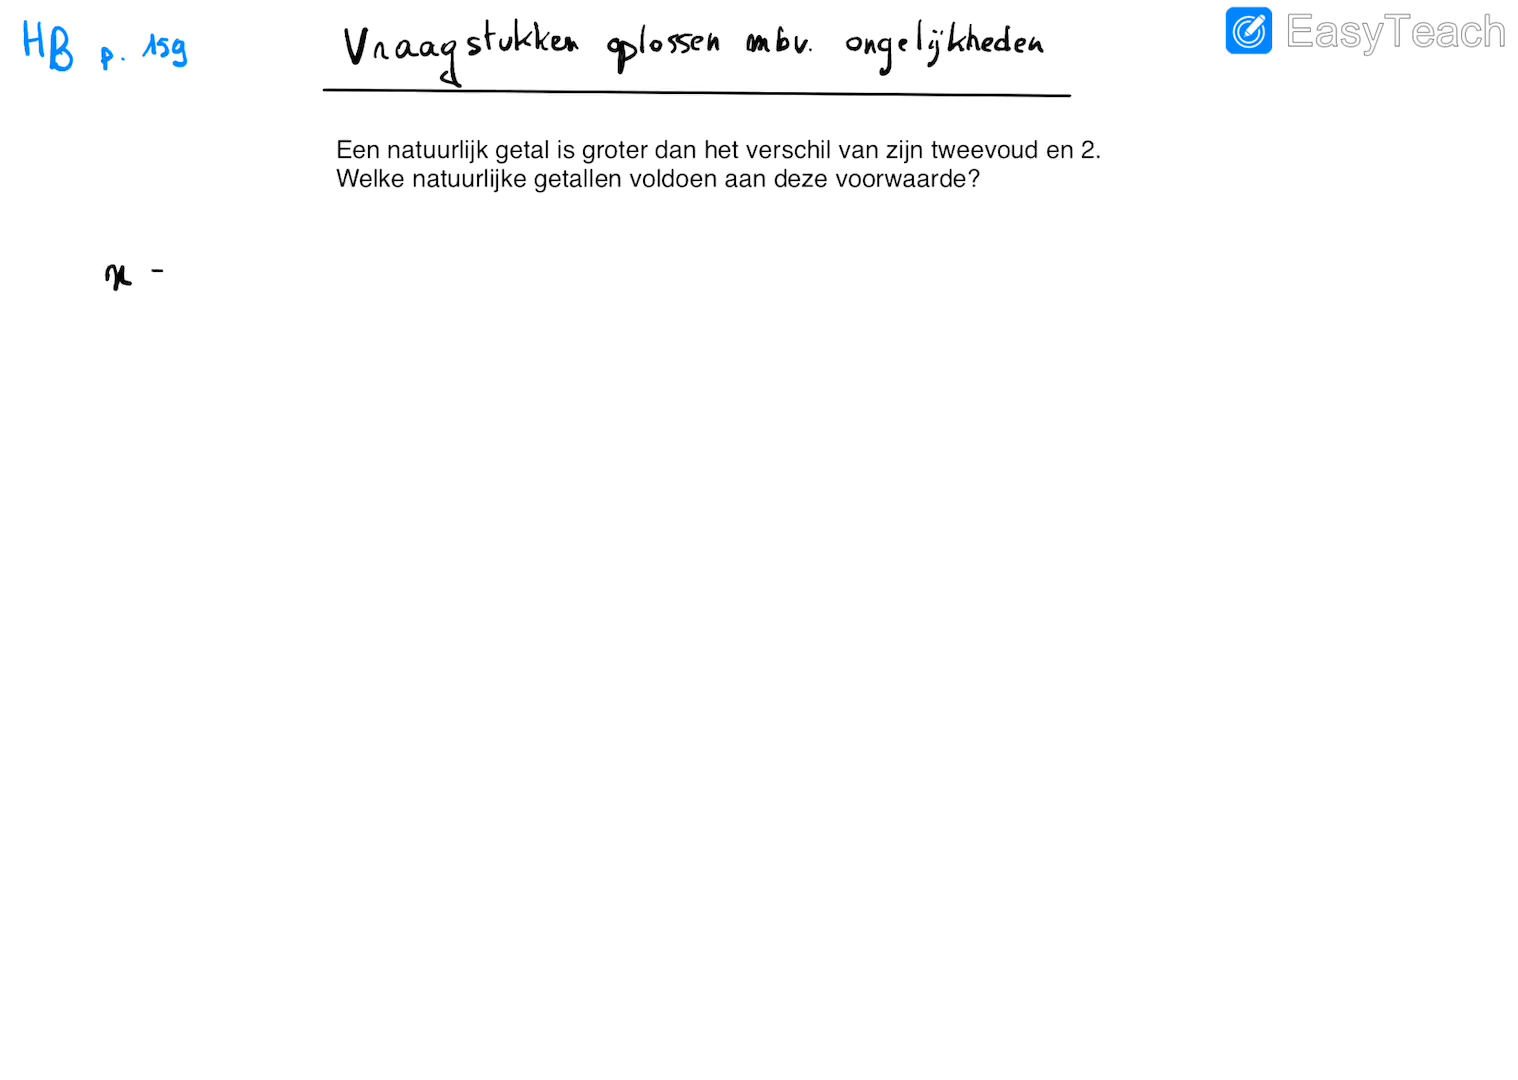 HB p. 159
Vraagstukken oplossen mbv. ongelijkheden
EasyTeach
Een natuurlijk getal is groter dan het verschil van zijn tweevoud en 2.
Welke natuurlijke getallen voldoen aan deze voorwaarde?
x -